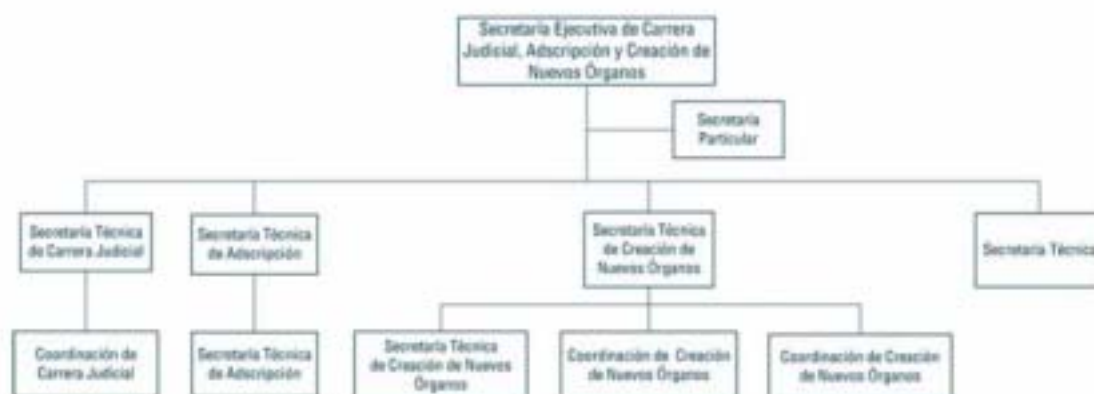 Secretaría Ejecutiva de Carrera
Judicial, Adscripción y Creación de
Nuevos Órganos
Secretaría
Particular
Secretaría Técnica
de Carrera Judicial
Secretaría Técnica
de Adscripción
Secretaría Técnica
de Creación de
Nuevos Órganos
Secretaría Técnica
Coordinación de
Carrera Judicial
Secretaría Técnica
de Adscripción
Secretaría Técnica
de Creación de Nuevos
Órganos
Coordinación de Creación
de Nuevos Órganos
Coordinación de Creación
de Nuevos Órganos